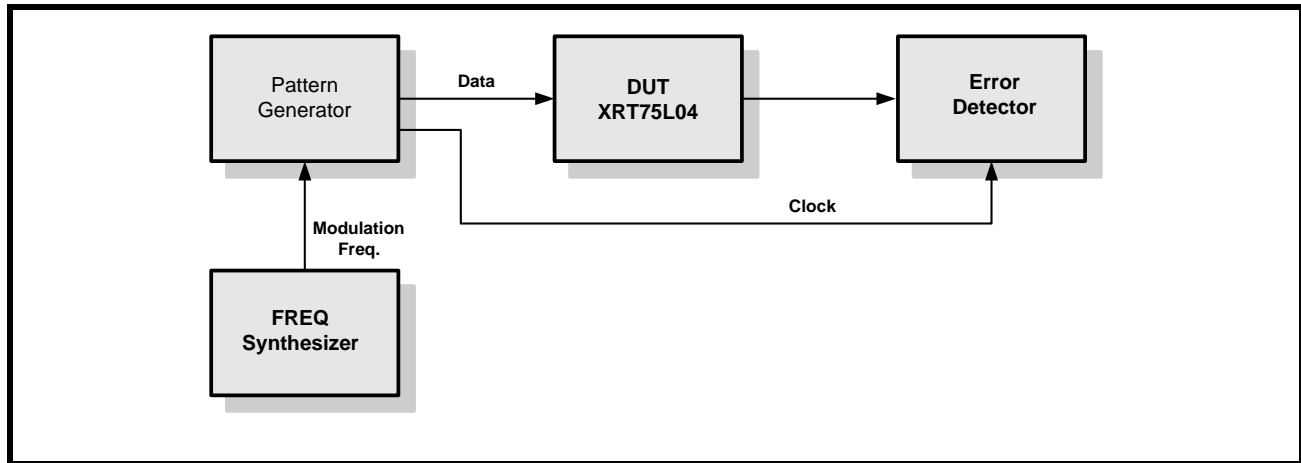 Pattern
Generator
Data
DUT
XRT75L04
Error
Detector
Clock
Modulation
Freq.
FREQ
Synthesizer